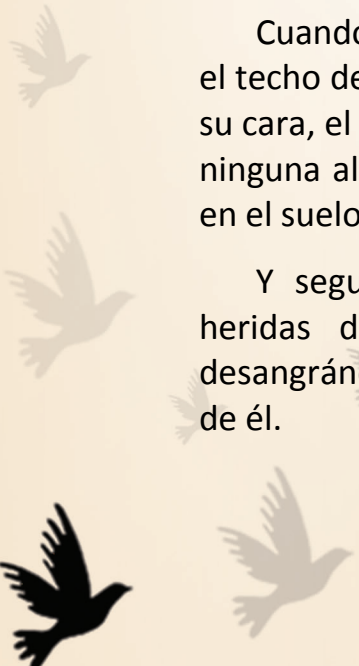 Cuando
el techo de
su cara, el
ninguna al
en el suelo
Y segu
heridas d
desangrán
de él.